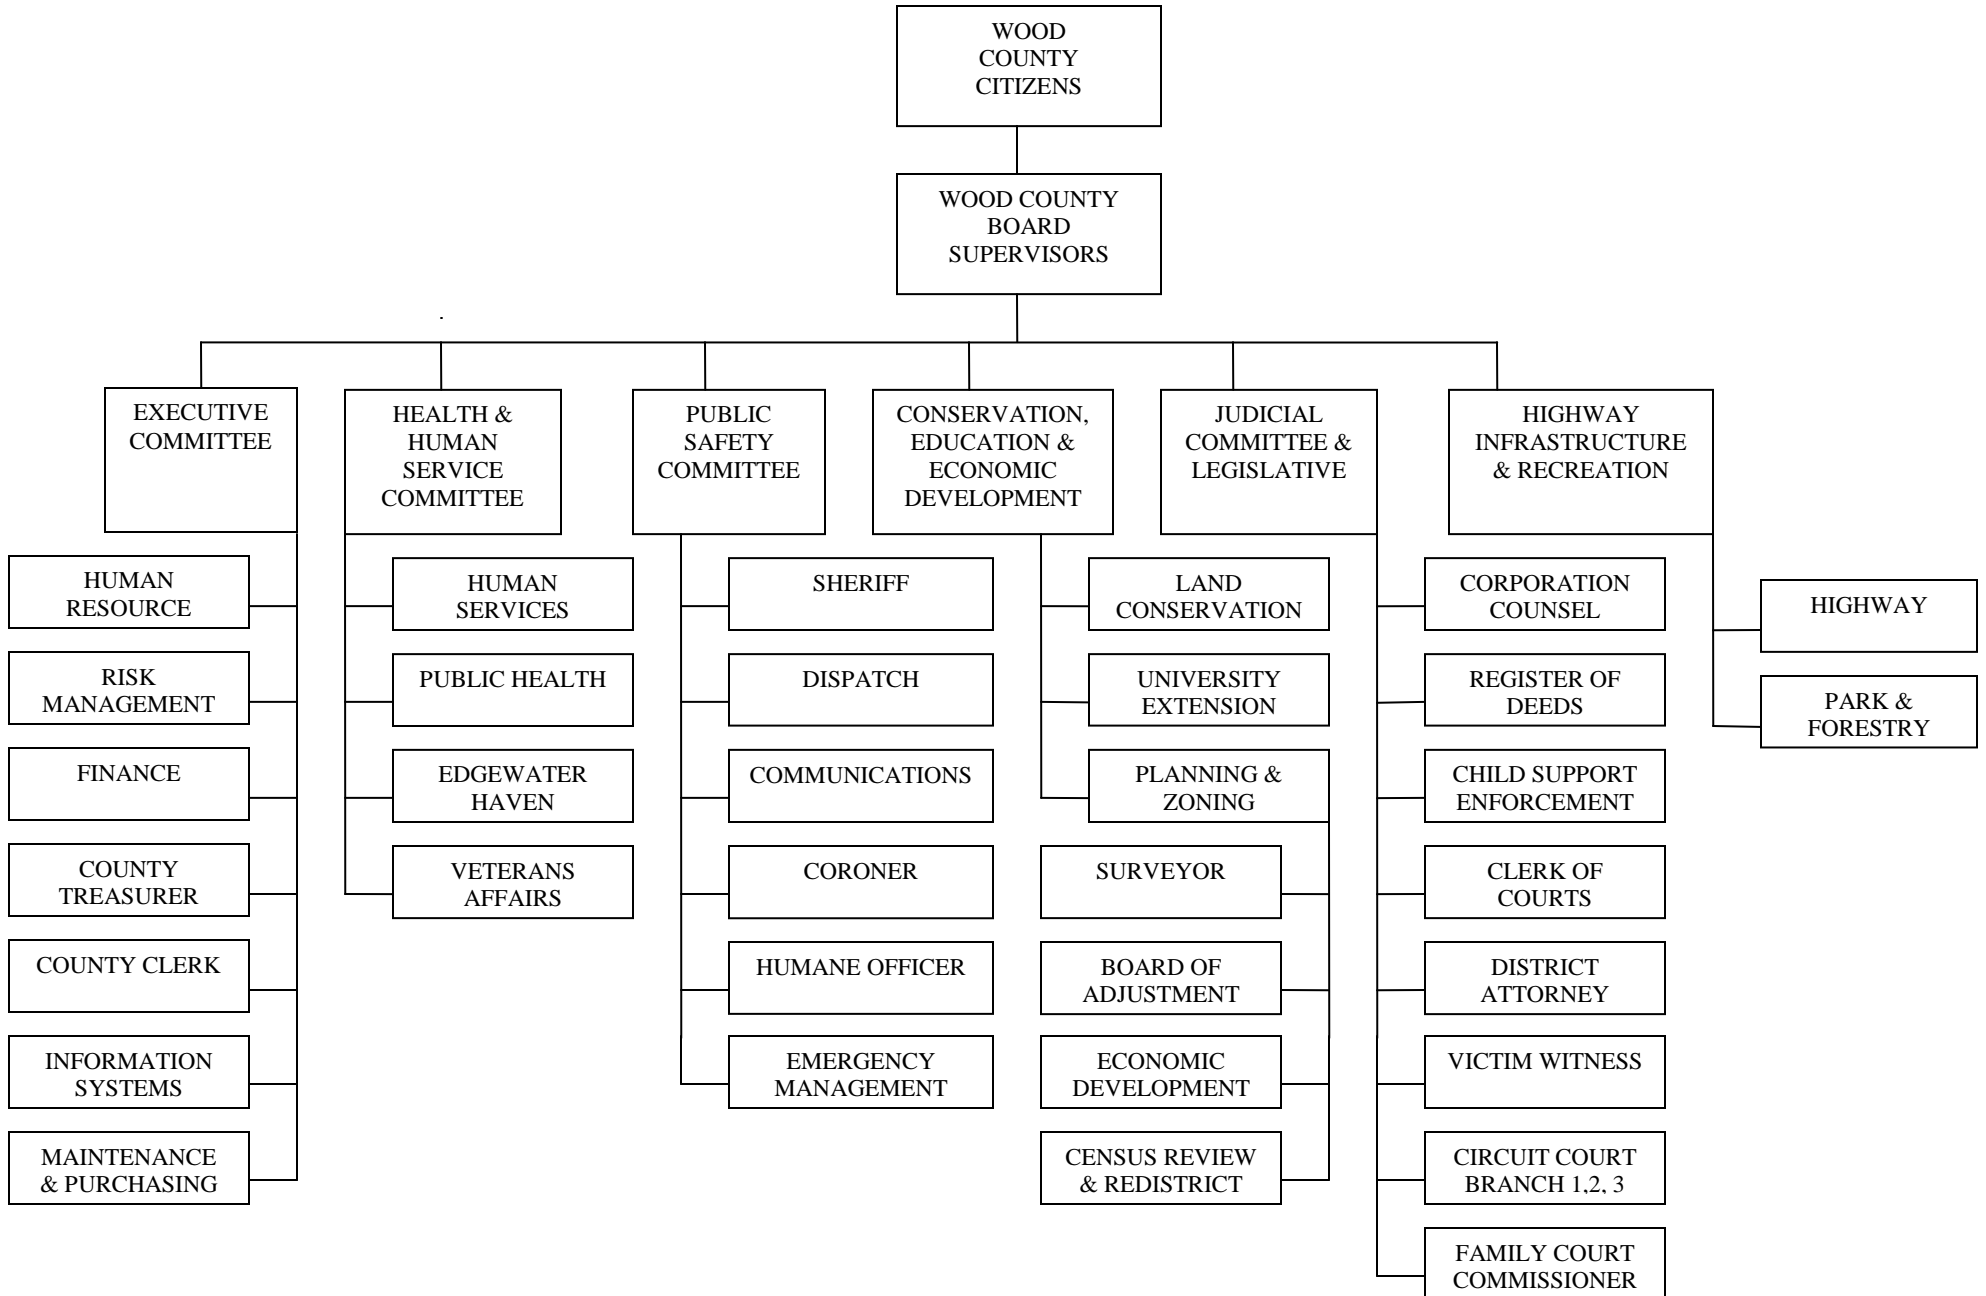 WOOD
COUNTY
CITIZENS
WOOD COUNTY
BOARD
SUPERVISORS
EXECUTIVE
COMMITTEE
HEALTH &
HUMAN
SERVICE
COMMITTEE
PUBLIC
SAFETY
COMMITTEE
CONSERVATION,
EDUCATION &
ECONOMIC
DEVELOPMENT
JUDICIAL
COMMITTEE &
LEGISLATIVE
HIGHWAY
INFRASTRUCTURE
& RECREATION
HUMAN
RESOURCE
RISK
MANAGEMENT
FINANCE
COUNTY
TREASURER
COUNTY CLERK
INFORMATION
SYSTEMS
MAINTENANCE
& PURCHASING
HUMAN
SERVICES
PUBLIC HEALTH
EDGEWATER
HAVEN
VETERANS
AFFAIRS
SHERIFF
DISPATCH
COMMUNICATIONS
CORONER
HUMANE OFFICER
EMERGENCY
MANAGEMENT
LAND
CONSERVATION
UNIVERSITY
EXTENSION
PLANNING &
ZONING
SURVEYOR
BOARD OF
ADJUSTMENT
ECONOMIC
DEVELOPMENT
CENSUS REVIEW
& REDISTRICT
CORPORATION
COUNSEL
REGISTER OF
DEEDS
CHILD SUPPORT
ENFORCEMENT
CLERK OF
COURTS
DISTRICT
ATTORNEY
VICTIM WITNESS
CIRCUIT COURT
BRANCH 1,2, 3
FAMILY COURT
COMMISSIONER
HIGHWAY
PARK &
FORESTRY